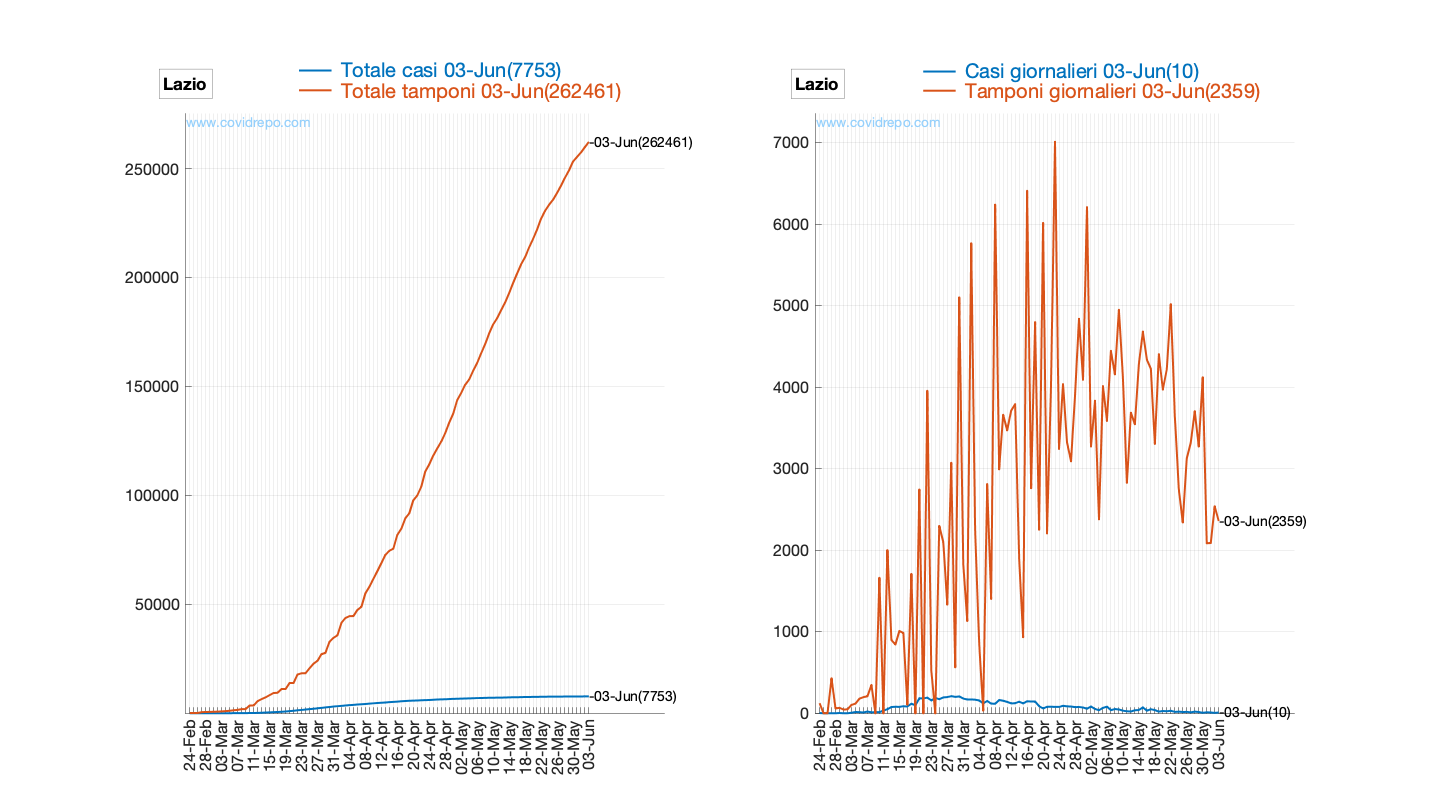 Lazio
Totale casi 03-Jun(7753)
Totale tamponi 03-Jun(262461)
www.covidrepo.com
03-Jun(262461)
250000
200000
150000
100000
50000
03-Jun(7753)
24-Feb
28-Feb
03-Mar
07-Mar
11-Mar
15-Mar
19-Mar
23-Mar
27-Mar
31-Mar
04-Apr
08-Apr
12-Apr
16-Apr
20-Apr
24-Apr
28-Apr
02-May
06-May
10-May
14-May
18-May
22-May
26-May
30-May
03-Jun
Lazio
Casi giornalieri 03-Jun(10)
Tamponi giornalieri 03-Jun(2359)
www.covidrepo.com
7000
6000
5000
4000
3000
2000
1000
0
03-Jun(2359)
03-Jun(10)
24-Feb
28-Feb
03-Mar
07-Mar
11-Mar
15-Mar
19-Mar
23-Mar
27-Mar
31-Mar
04-Apr
08-Apr
12-Apr
16-Apr
20-Apr
24-Apr
28-Apr
02-May
06-May
10-May
14-May
18-May
22-May
26-May
30-May
03-Jun